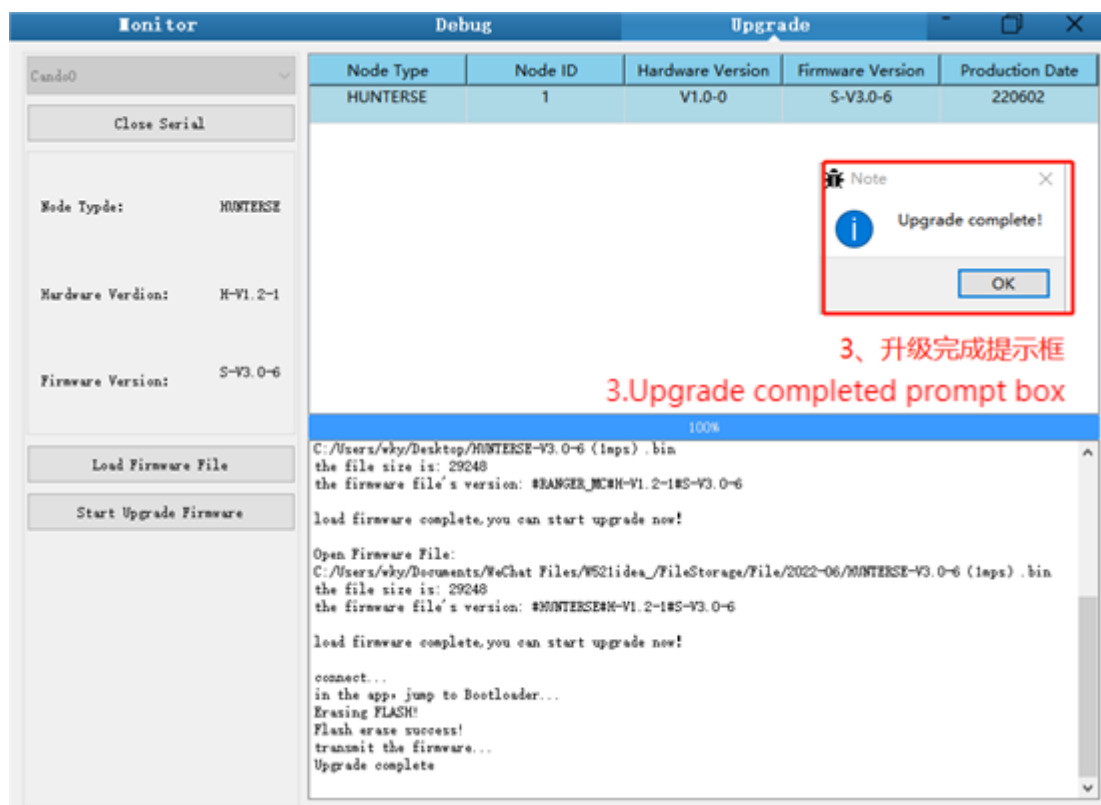 Monitor Debug Upgrade
Cando0
Close Serial
Node Typde: HUNTERSE
Hardware Verdion: H-V1.2-1
Firmware Version: S-V3.0-6
Load Firmware File
Start Upgrade Firmware
Node Type Node ID Hardware Version Firmware Version Production Date
HUNTERSE 1 V1.0-0 S-V3.0-6 220602
Note
Upgrade complete!
OK
3、升级完成提示框
3.Upgrade completed prompt box
100%
C:/Users/wky/Desktop/HUNTERSE-V3.0-6 (1mps) .bin
the file size is: 29248
the firmware file's version: #RANGER_MC#H-V1.2-1#S-V3.0-6
load firmware complete,you can start upgrade now!
Open Firmware File:
C:/Users/wky/Documents/WeChat Files/W521idea_/FileStorage/File/2022-06/HUNTERSE-V3.0-6 (1mps) .bin
the file size is: 29248
the firmware file's version: #HUNTERSE#H-V1.2-1#S-V3.0-6
load firmware complete,you can start upgrade now!
connect...
in the app, jump to Bootloader...
Erasing FLASH!
Flash erase success!
transmit the firmware...
Upgrade complete